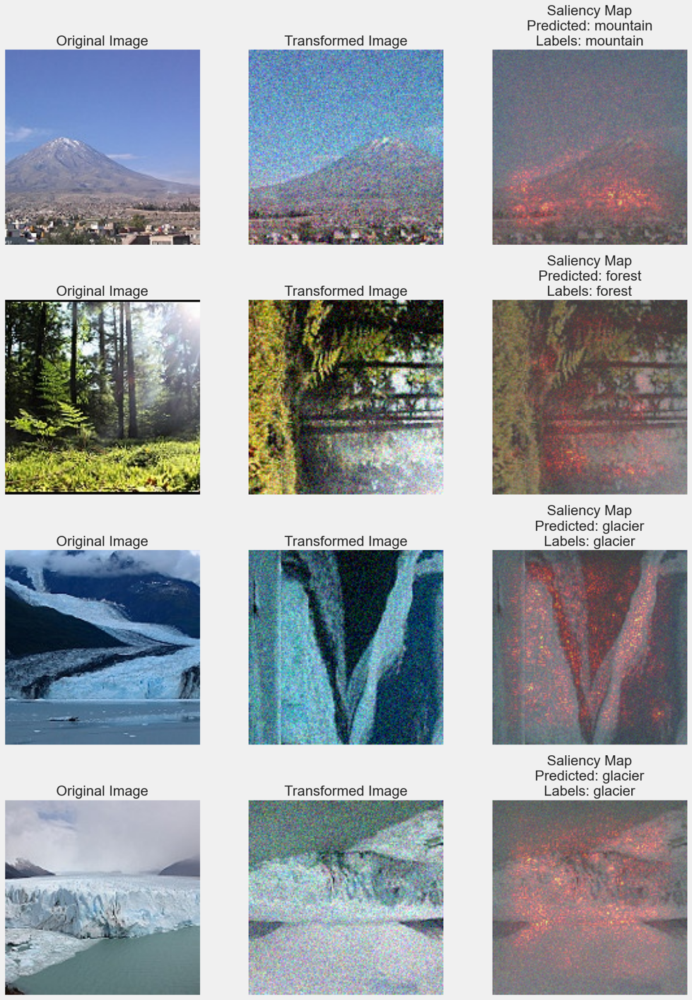 Original Image
Transformed Image
Saliency Map
Predicted: mountain
Labels: mountain
Original Image
Transformed Image
Saliency Map
Predicted: forest
Labels: forest
Original Image
Transformed Image
Saliency Map
Predicted: glacier
Labels: glacier
Original Image
Transformed Image
Saliency Map
Predicted: glacier
Labels: glacier